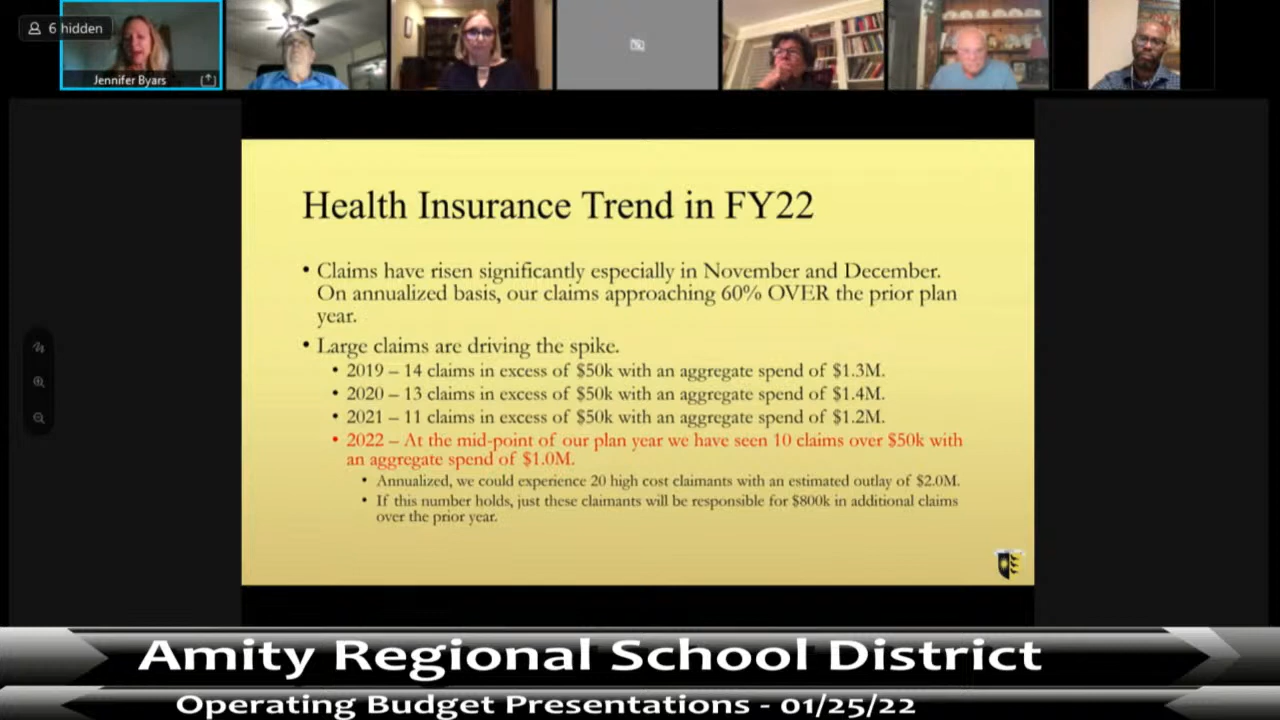 6 hidden
Jennifer Byars
Health Insurance Trend in FY22
• Claims have risen significantly especially in November and December.
On annualized basis, our claims approaching 60% OVER the prior plan
year.
• Large claims are driving the spike.
• 2019 – 14 claims in excess of $50k with an aggregate spend of $1.3M.
• 2020 – 13 claims in excess of $50k with an aggregate spend of $1.4M.
• 2021 – 11 claims in excess of $50k with an aggregate spend of $1.2M.
• 2022 – At the mid-point of our plan year we have seen 10 claims over $50k with
an aggregate spend of $1.0M.
• Annualized, we could experience 20 high cost claimants with an estimated outlay of $2.0M.
• If this number holds, just these claimants will be responsible for $800k in additional claims
over the prior year.
Amity Regional School District
Operating Budget Presentations - 01/25/22